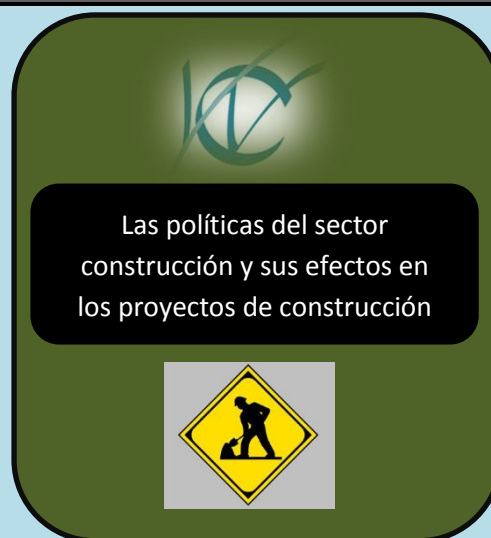 Las políticas del sector
construcción y sus efectos en
los proyectos de construcción